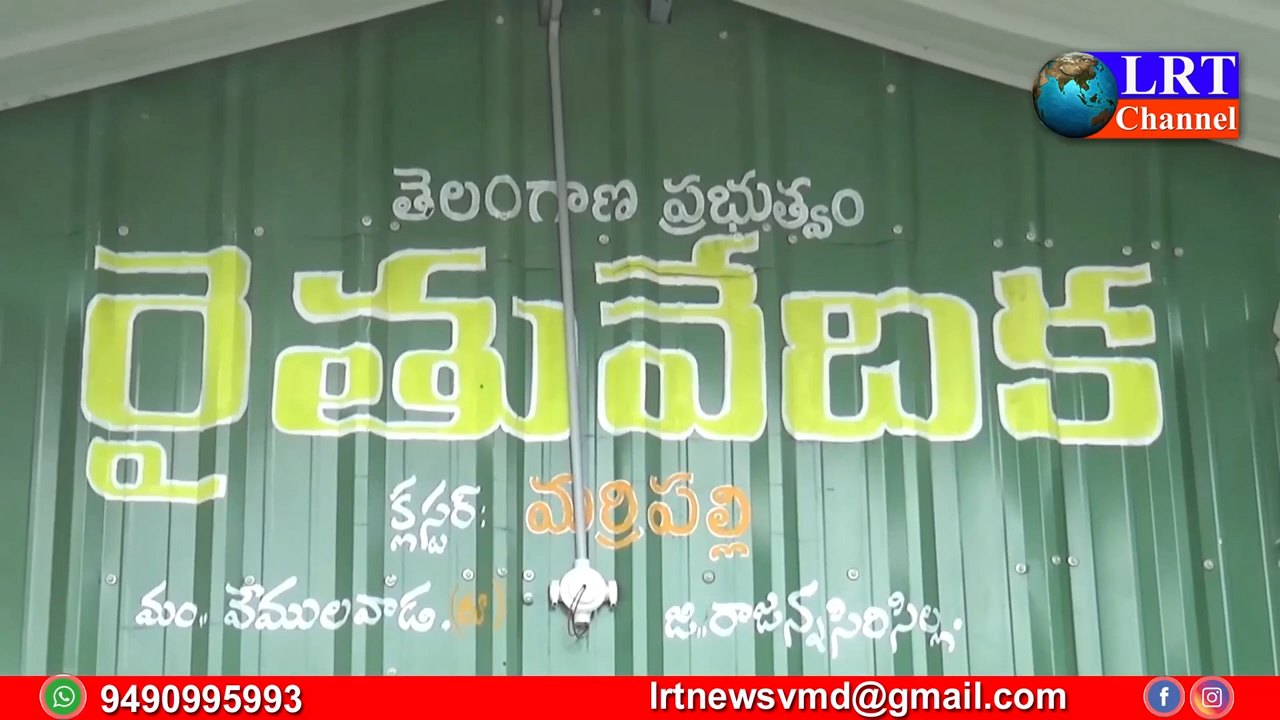 LRT
Channel
తెలంగాణ ప్రభుత్వం
రైతువేదిక
క్లస్టర్: మర్రిపల్లి
మం,, వేములవాడ.
జి,, రాజన్నసిరిసిల్ల.
9490995993
lrtnewsvmd@gmail.com